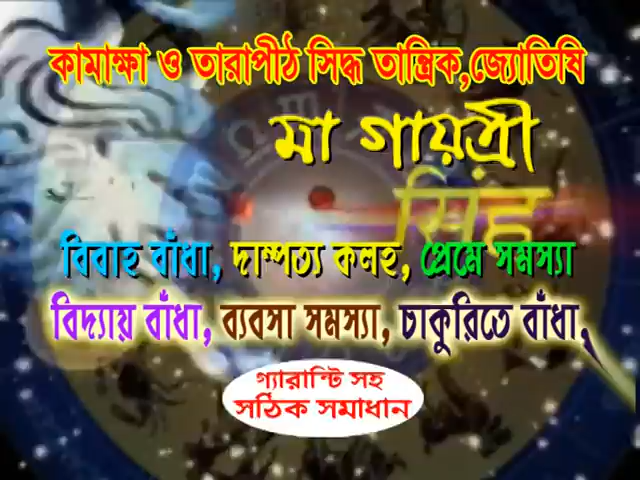 কামাক্ষা ও তারাপীঠ সিদ্ধ তান্ত্রিক,জ্যোতিষি
মা গায়ত্রী
সিংহ
বিবাহ বাঁধা, দাম্পত্য কলহ, প্রেমে সমস্যা
বিদ্যায় বাঁধা, ব্যবসা সমস্যা, চাকুরিতে বাঁধা,
গ্যারান্টি সহ
সঠিক সমাধান